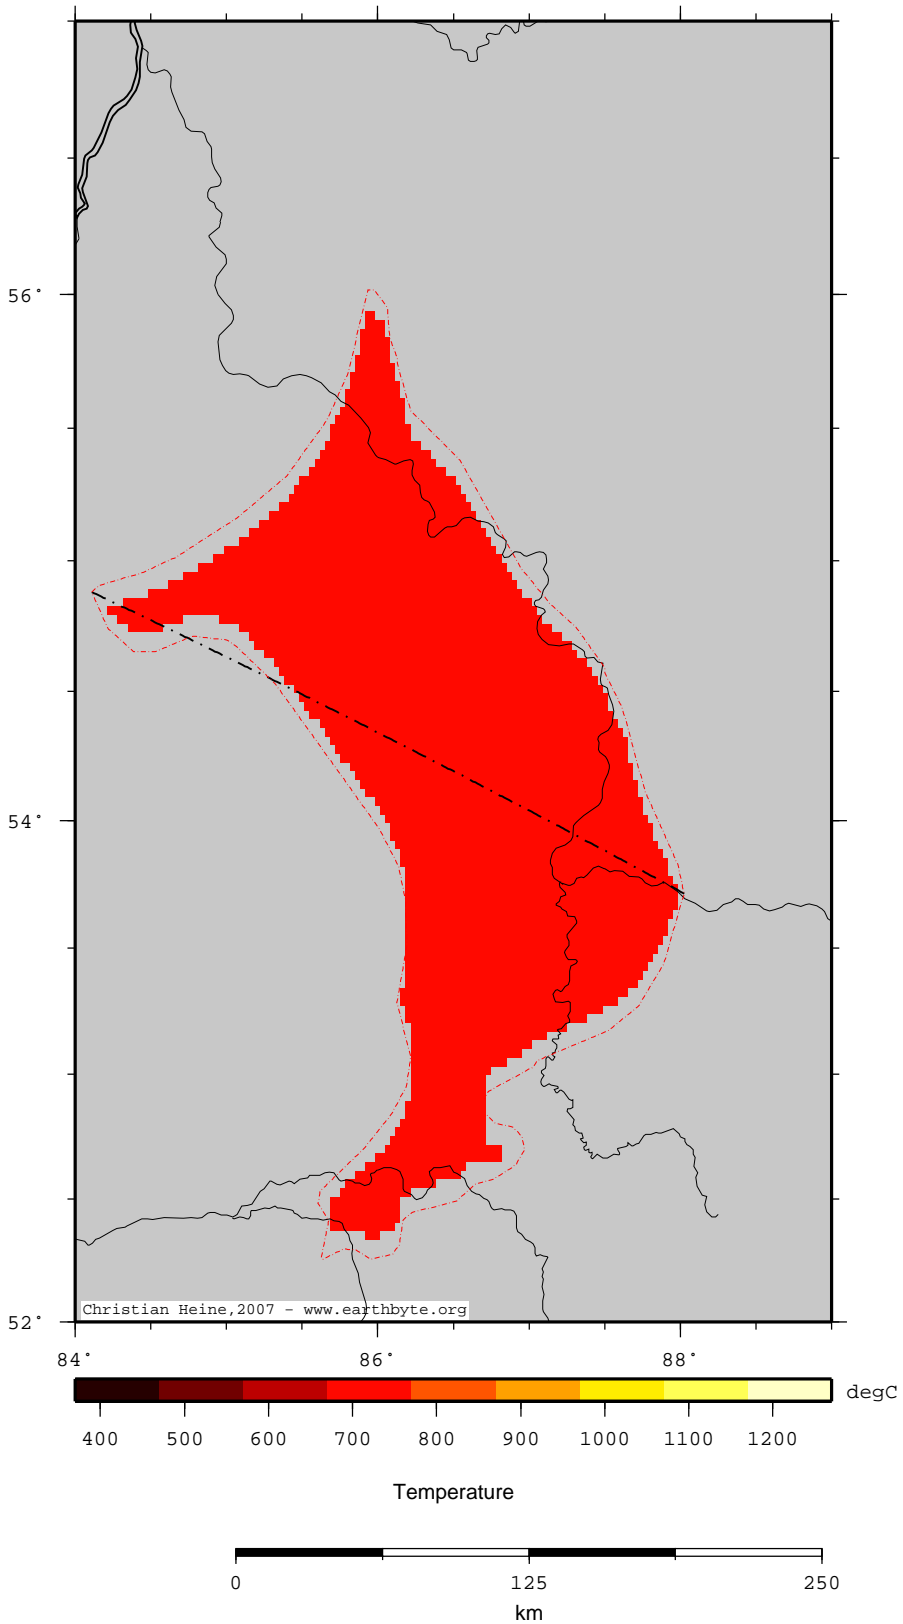 56°
54°
Christian Heine,2007 - www.earthbyte.org
52°
84° 86° 88°
degC
400 500 600 700 800 900 1000 1100 1200
Temperature
0 125 250
km